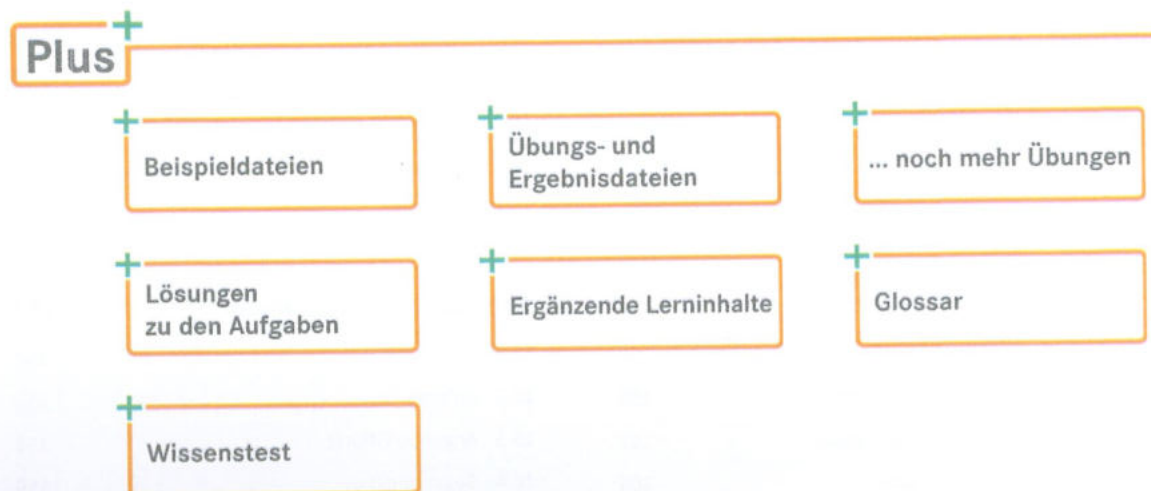 Plus
Beispieldateien
Übungs- und
Ergebnisdateien
... noch mehr Übungen
Lösungen
zu den Aufgaben
Ergänzende Lerninhalte
Glossar
Wissenstest